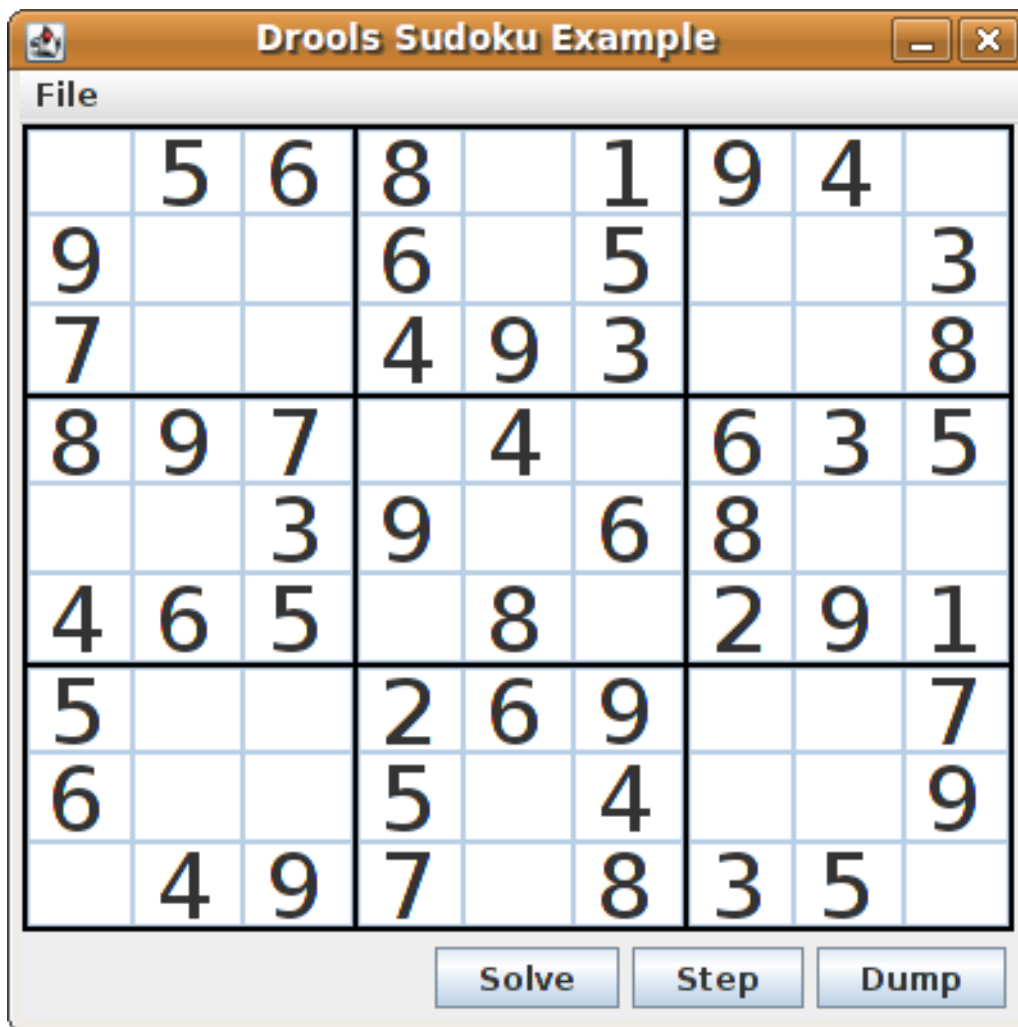 Drools Sudoku Example
File
5 6 8 1 9 4
9 6 5 3
7 4 9 3 8
8 9 7 4 6 3 5
3 9 6 8
4 6 5 8 2 9 1
5 2 6 9 7
6 5 4 9
4 9 7 8 3 5
Solve Step Dump